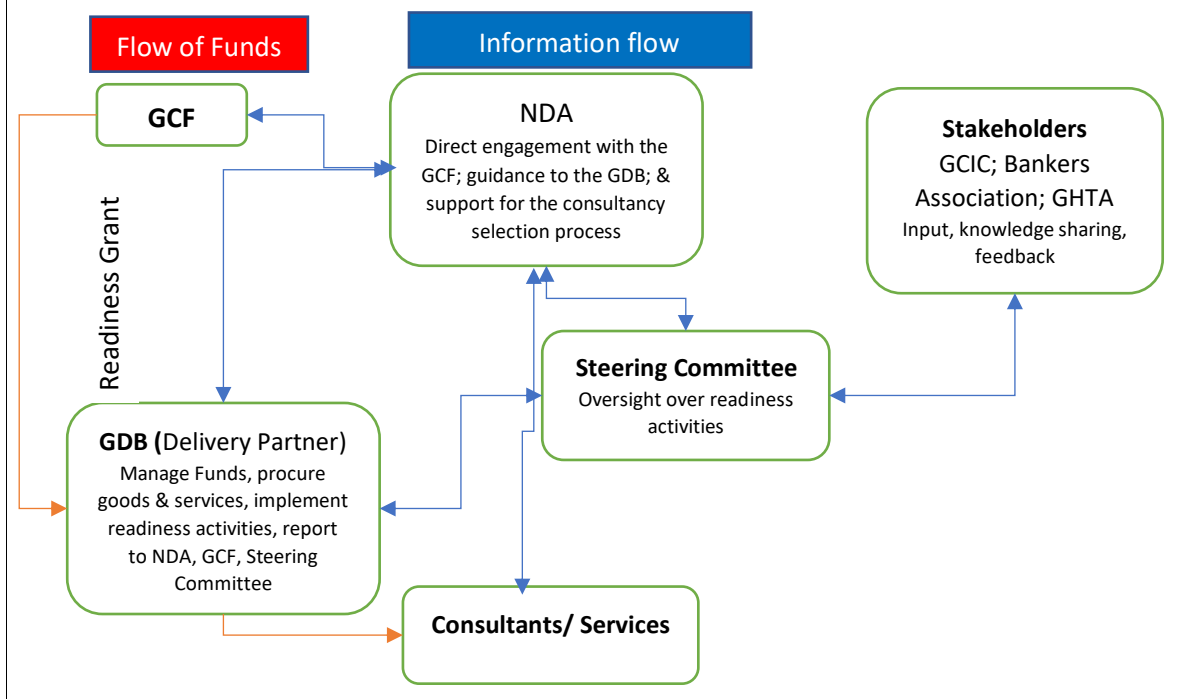 Flow of Funds
Information flow
GCF
NDA
Direct engagement with the
GCF; guidance to the GDB; &
support for the consultancy
selection process
Stakeholders
GCIC; Bankers
Association; GHTA
Input, knowledge sharing,
feedback
Readiness Grant
Steering Committee
Oversight over readiness
activities
GDB (Delivery Partner)
Manage Funds, procure
goods & services, implement
readiness activities, report
to NDA, GCF, Steering
Committee
Consultants/ Services